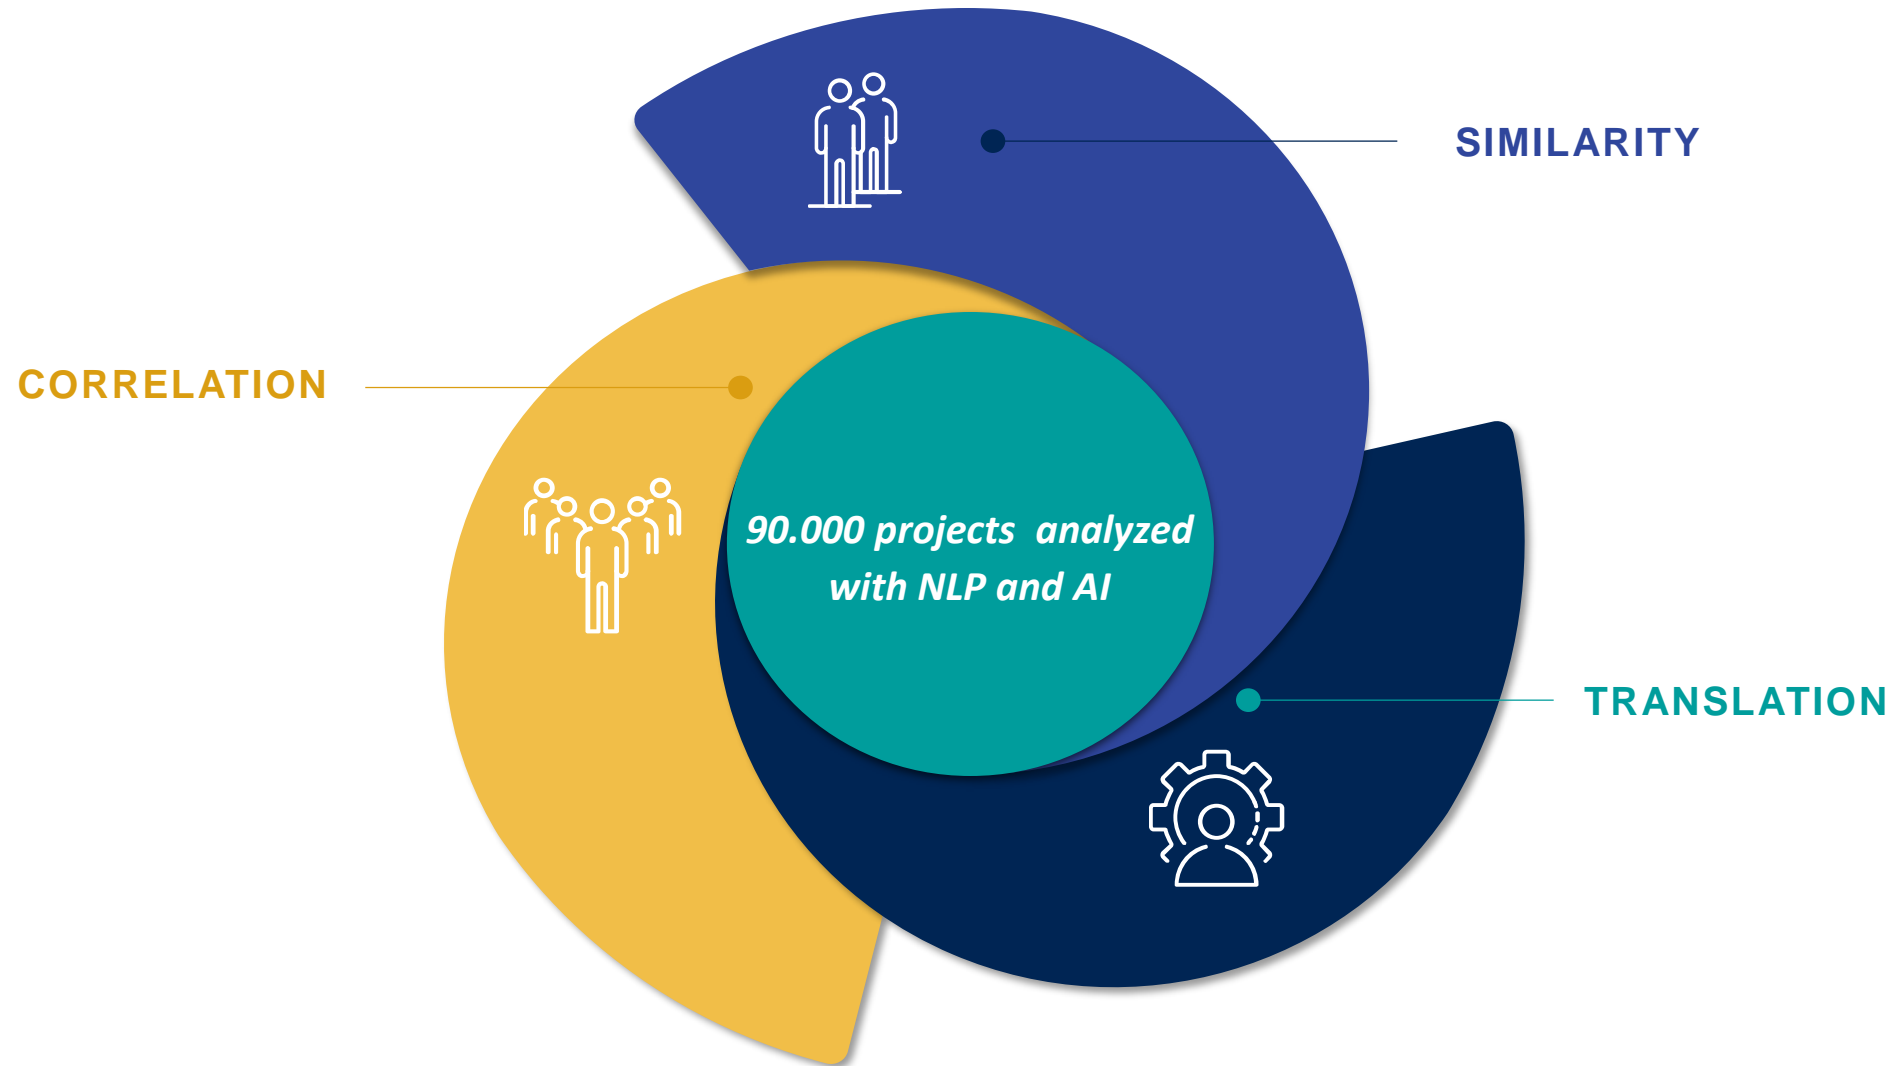 SIMILARITY
CORRELATION
90.000 projects analyzed
with NLP and AI
TRANSLATION